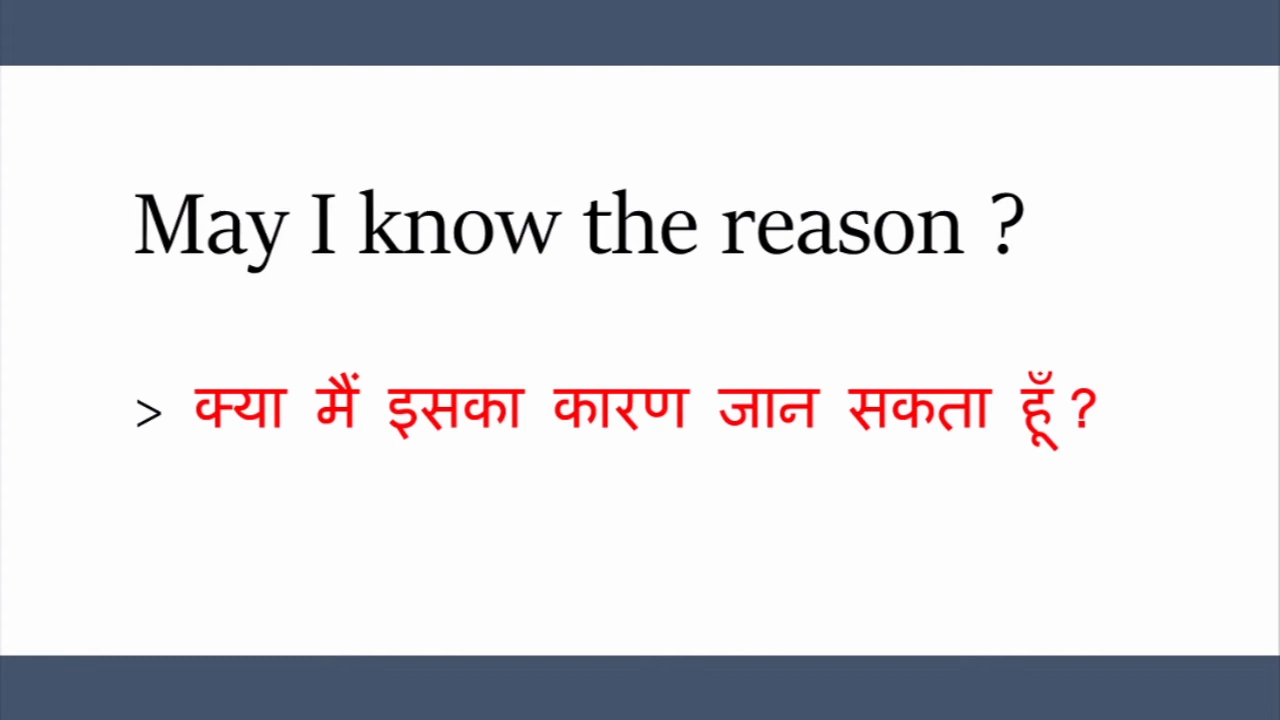 May I know the reason ?
> क्या मैं इसका कारण जान सकता हूँ ?